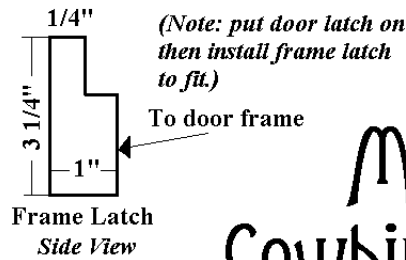 1/4"
(Note: put door latch on
then install frame latch
to fit.)
3 1/4"
To door frame
1"
Frame Latch
Side View